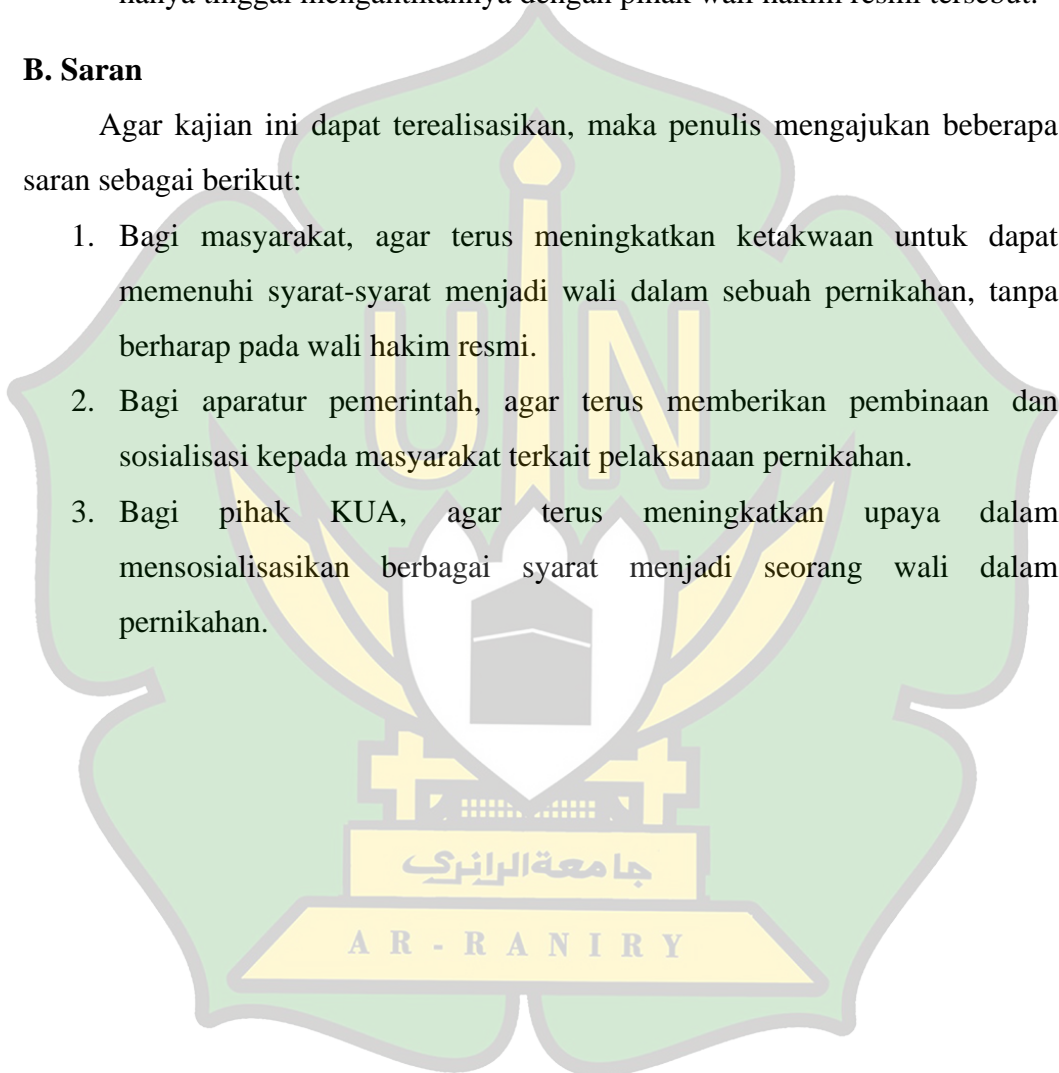 hanya tinggal mengantikannya dengan pihak wali hakim resmi tersebut.
B. Saran
Agar kajian ini dapat terealisasikan, maka penulis mengajukan beberapa
saran sebagai berikut:
1. Bagi masyarakat, agar terus meningkatkan ketakwaan untuk dapat
memenuhi syarat-syarat menjadi wali dalam sebuah pernikahan, tanpa
berharap pada wali hakim resmi.
2. Bagi aparatur pemerintah, agar terus memberikan pembinaan dan
sosialisasi kepada masyarakat terkait pelaksanaan pernikahan.
3. Bagi pihak KUA, agar terus meningkatkan upaya dalam
mensosialisasikan berbagai syarat menjadi seorang wali dalam
pernikahan.
UIN
جامعة الرانري
AR-RANIRY